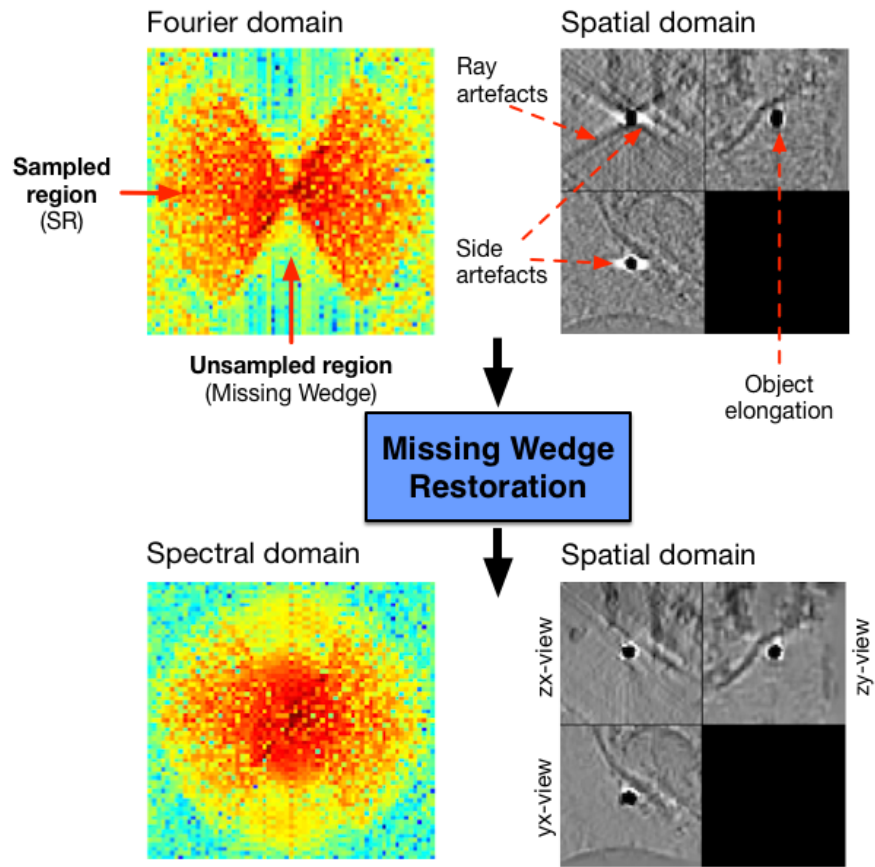 Fourier domain
Spatial domain
Ray
artefacts
Sampled
region
(SR)
Side
artefacts
Unsampled region
(Missing Wedge)
Object
elongation
Missing Wedge
Restoration
Spectral domain
Spatial domain
zx-view
zy-view
yx-view